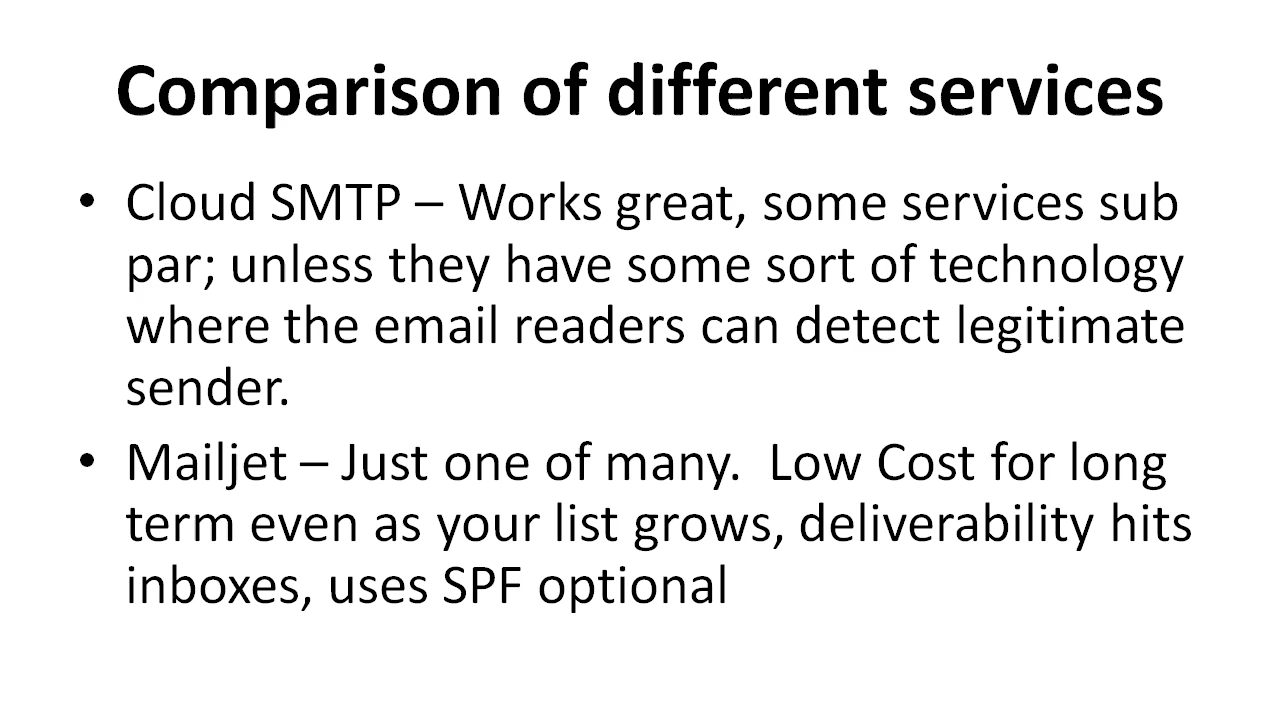 Comparison of different services
• Cloud SMTP – Works great, some services sub
par; unless they have some sort of technology
where the email readers can detect legitimate
sender.
• Mailjet – Just one of many.  Low Cost for long
term even as your list grows, deliverability hits
inboxes, uses SPF optional